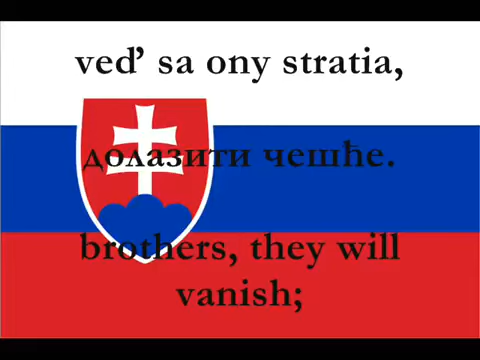 veď sa ony stratia,
долазити чешће.
brothers, they will
vanish;